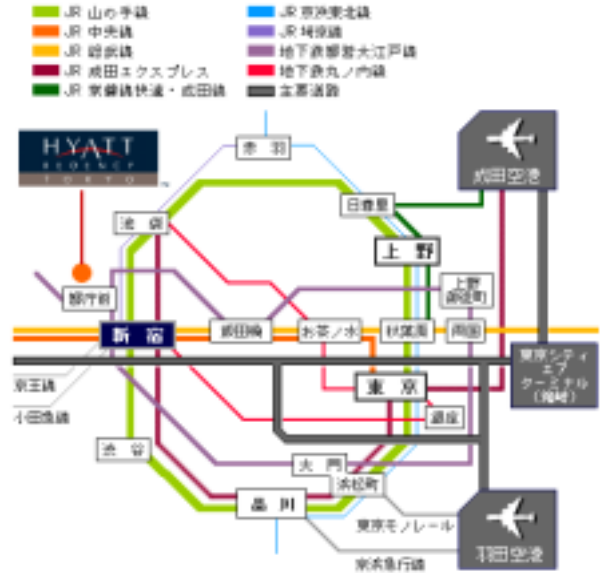 JR 山の手線
JR 中央線
JR 総武線
JR 成田エクスプレス
JR 常磐線快速・成田線
JR 京浜東北線
JR 埼京線
地下鉄都営大江戸線
地下鉄丸ノ内線
主要道路
HYATT
REGENCY
TOKYO
赤羽
成田空港
日暮里
池袋
上野
上野
御徒町
都庁前
新宿
飯田橋
お茶ノ水
秋葉原
両国
東京シティ
エア
ターミナル
(箱崎)
京王線
小田急線
東京
銀座
渋谷
大門
浜松町
品川
東京モノレール
京浜急行線
羽田空港